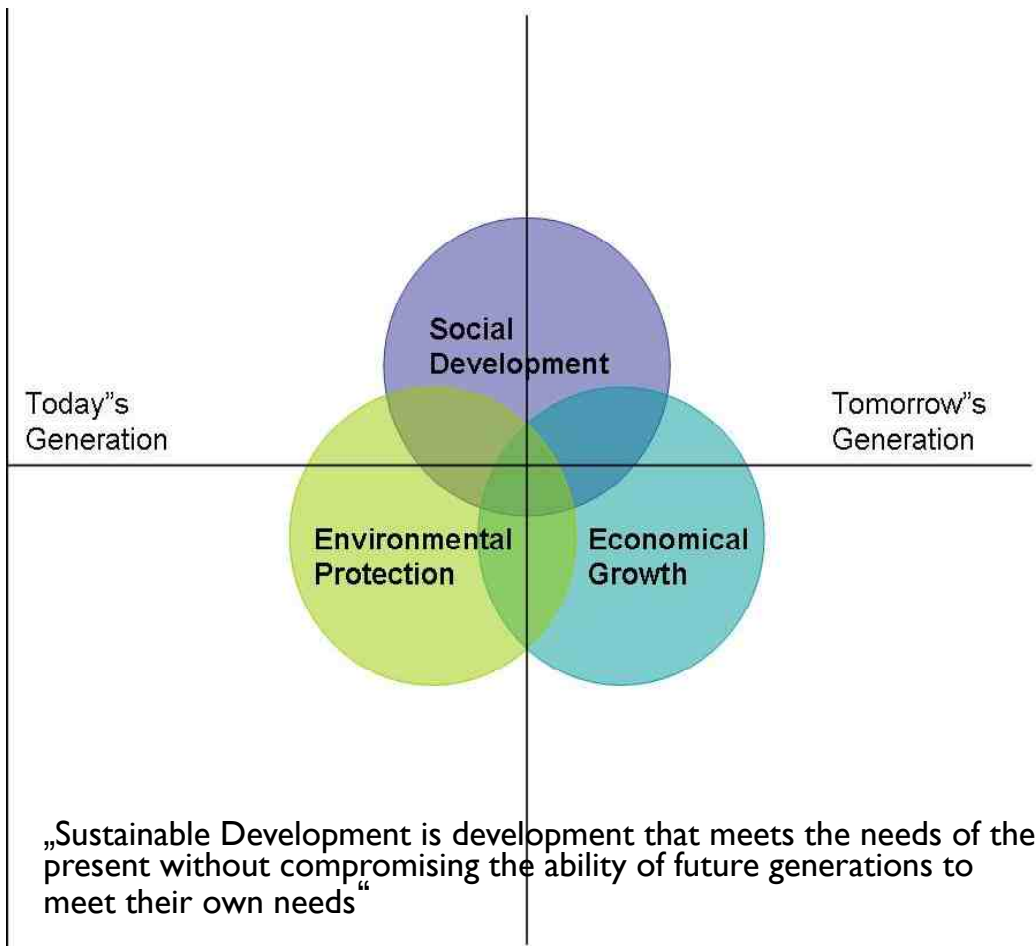 Social
Development
Today"s
Generation
Tomorrow"s
Generation
Environmental
Protection
Economical
Growth
„Sustainable Development is development that meets the needs of the
present without compromising the ability of future generations to
meet their own needs“